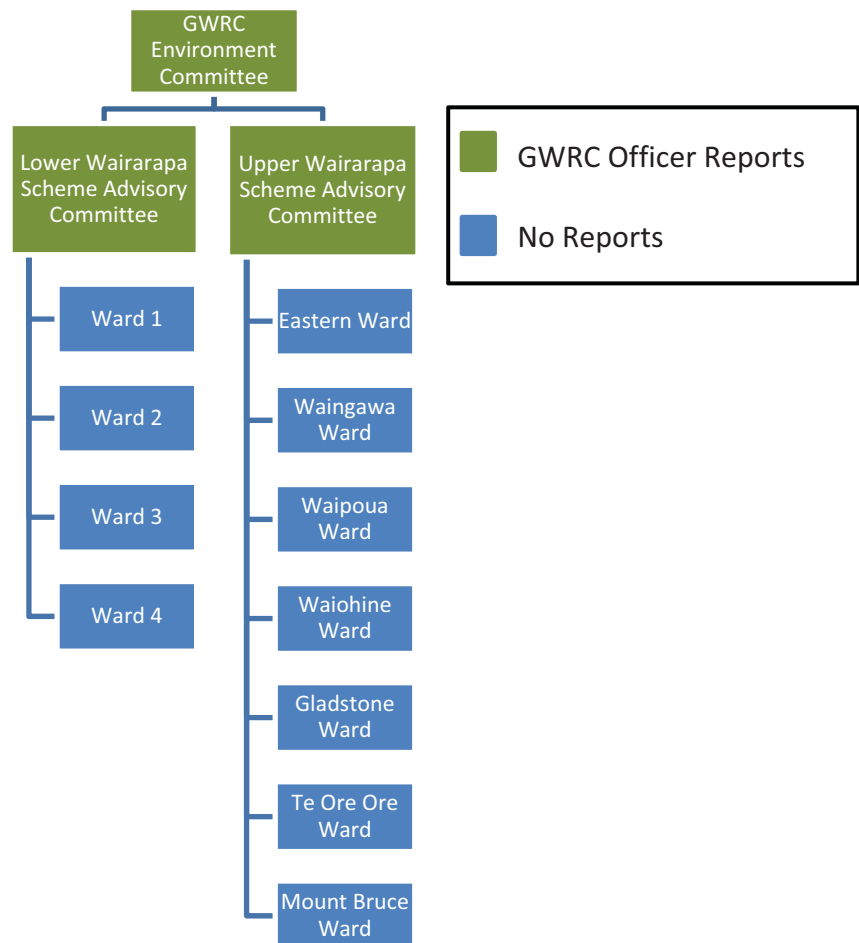 GWRC
Environment
Committee
Lower Wairarapa
Scheme Advisory
Committee
Upper Wairarapa
Scheme Advisory
Committee
GWRC Officer Reports
No Reports
Ward 1
Ward 2
Ward 3
Ward 4
Eastern Ward
Waingawa
Ward
Waipoua
Ward
Waiohine
Ward
Gladstone
Ward
Te Ore Ore
Ward
Mount Bruce
Ward